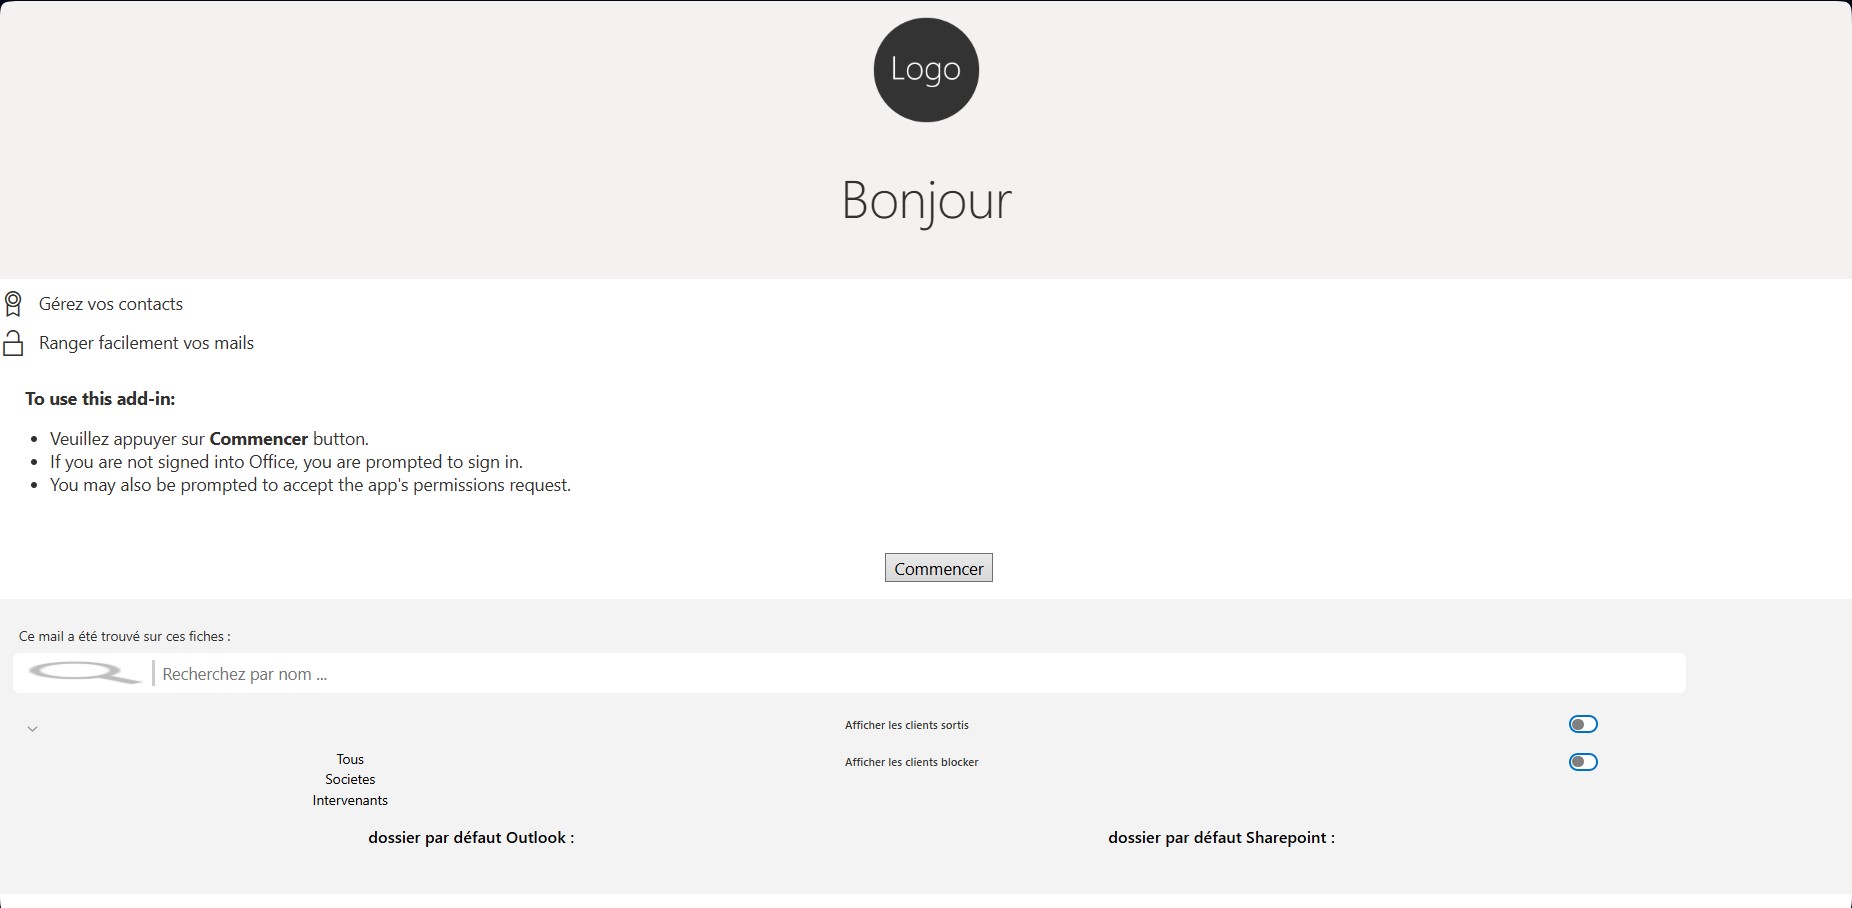 Logo
Bonjour
Gérez vos contacts
Ranger facilement vos mails
To use this add-in:
Veuillez appuyer sur Commencer button.
If you are not signed into Office, you are prompted to sign in.
You may also be prompted to accept the app's permissions request.
Commencer
Ce mail a été trouvé sur ces fiches :
Recherchez par nom ...
Afficher les clients sortis
Afficher les clients blocker
Tous
Societes
Intervenants
dossier par défaut Outlook :
dossier par défaut Sharepoint :